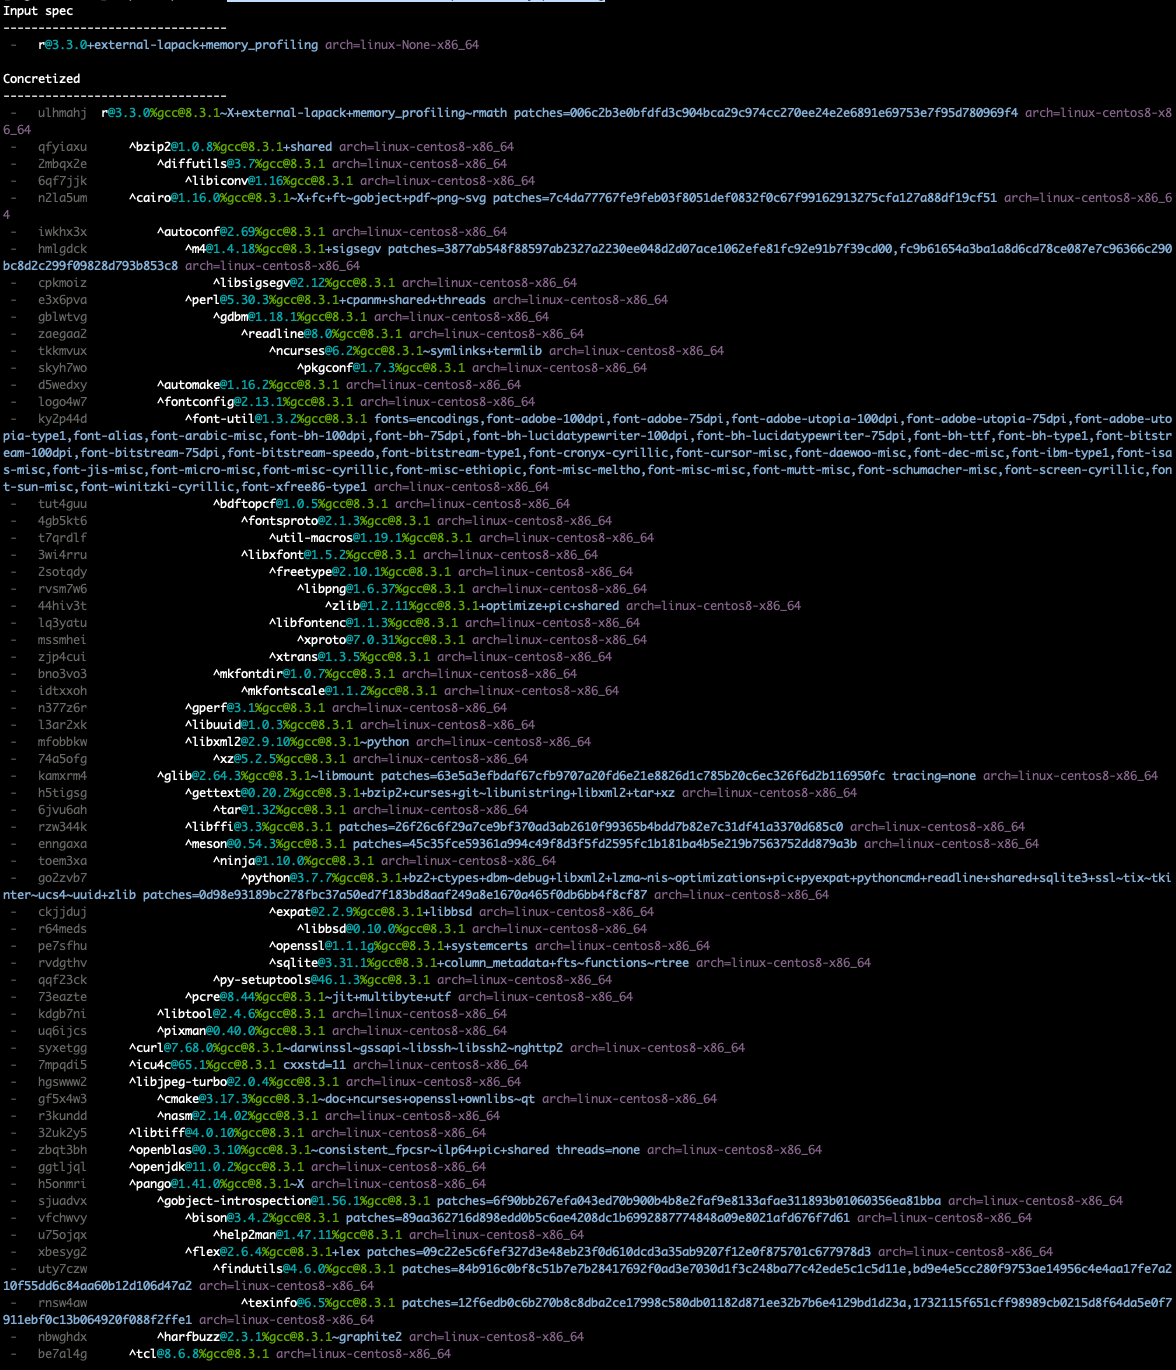 Input spec
--------------------------------
 -   r@3.3.0+external-lapack+memory_profiling arch=linux-None-x86_64
Concretized
--------------------------------
 -   ulhmahj  r@3.3.0%gcc@8.3.1~X+external-lapack+memory_profiling~rmath patches=006c2b3e0bfdfd3c904bca29c974cc270ee24e2e6891e69753e7f95d780969f4 arch=linux-centos8-x8
6_64
 -   qfyiaxu      ^bzip2@1.0.8%gcc@8.3.1+shared arch=linux-centos8-x86_64
 -   2mbqx2e          ^diffutils@3.7%gcc@8.3.1 arch=linux-centos8-x86_64
 -   6qf7jjk              ^libiconv@1.16%gcc@8.3.1 arch=linux-centos8-x86_64
 -   n2la5um      ^cairo@1.16.0%gcc@8.3.1~X+fc+ft~gobject+pdf~png~svg patches=7c4da77767fe9feb03f8051def0832f0c67f99162913275cfa127a88df19cf51 arch=linux-centos8-x86_6
4
 -   iwkhx3x          ^autoconf@2.69%gcc@8.3.1 arch=linux-centos8-x86_64
 -   hmlgdck              ^m4@1.4.18%gcc@8.3.1+sigsegv patches=3877ab548f88597ab2327a2230ee048d2d07ace1062efe81fc92e91b7f39cd00,fc9b61654a3ba1a8d6cd78ce087e7c96366c290
bc8d2c299f09828d793b853c8 arch=linux-centos8-x86_64
 -   cpkmoiz                  ^libsigsegv@2.12%gcc@8.3.1 arch=linux-centos8-x86_64
 -   e3x6pva              ^perl@5.30.3%gcc@8.3.1+cpanm+shared+threads arch=linux-centos8-x86_64
 -   gblwtvg                  ^gdbm@1.18.1%gcc@8.3.1 arch=linux-centos8-x86_64
 -   zaegaa2                      ^readline@8.0%gcc@8.3.1 arch=linux-centos8-x86_64
 -   tkkmvux                          ^ncurses@6.2%gcc@8.3.1~symlinks+termlib arch=linux-centos8-x86_64
 -   skyh7wo                              ^pkgconf@1.7.3%gcc@8.3.1 arch=linux-centos8-x86_64
 -   d5wedxy          ^automake@1.16.2%gcc@8.3.1 arch=linux-centos8-x86_64
 -   logo4w7          ^fontconfig@2.13.1%gcc@8.3.1 arch=linux-centos8-x86_64
 -   ky2p44d              ^font-util@1.3.2%gcc@8.3.1 fonts=encodings,font-adobe-100dpi,font-adobe-75dpi,font-adobe-utopia-100dpi,font-adobe-utopia-75dpi,font-adobe-uto
pia-type1,font-alias,font-arabic-misc,font-bh-100dpi,font-bh-75dpi,font-bh-lucidatypewriter-100dpi,font-bh-lucidatypewriter-75dpi,font-bh-ttf,font-bh-type1,font-bitstr
eam-100dpi,font-bitstream-75dpi,font-bitstream-speedo,font-bitstream-type1,font-cronyx-cyrillic,font-cursor-misc,font-daewoo-misc,font-dec-misc,font-ibm-type1,font-isa
s-misc,font-jis-misc,font-micro-misc,font-misc-cyrillic,font-misc-ethiopic,font-misc-meltho,font-misc-misc,font-mutt-misc,font-schumacher-misc,font-screen-cyrillic,fon
t-sun-misc,font-winitzki-cyrillic,font-xfree86-type1 arch=linux-centos8-x86_64
 -   tut4guu                  ^bdftopcf@1.0.5%gcc@8.3.1 arch=linux-centos8-x86_64
 -   4gb5kt6                      ^fontsproto@2.1.3%gcc@8.3.1 arch=linux-centos8-x86_64
 -   t7qrdlf                          ^util-macros@1.19.1%gcc@8.3.1 arch=linux-centos8-x86_64
 -   3wi4rru                      ^libxfont@1.5.2%gcc@8.3.1 arch=linux-centos8-x86_64
 -   2sotqdy                          ^freetype@2.10.1%gcc@8.3.1 arch=linux-centos8-x86_64
 -   rvsm7w6                              ^libpng@1.6.37%gcc@8.3.1 arch=linux-centos8-x86_64
 -   44hiv3t                                  ^zlib@1.2.11%gcc@8.3.1+optimize+pic+shared arch=linux-centos8-x86_64
 -   lq3yatu                          ^libfontenc@1.1.3%gcc@8.3.1 arch=linux-centos8-x86_64
 -   mssmhei                              ^xproto@7.0.31%gcc@8.3.1 arch=linux-centos8-x86_64
 -   zjp4cui                          ^xtrans@1.3.5%gcc@8.3.1 arch=linux-centos8-x86_64
 -   bno3vo3                  ^mkfontdir@1.0.7%gcc@8.3.1 arch=linux-centos8-x86_64
 -   idtxxoh                      ^mkfontscale@1.1.2%gcc@8.3.1 arch=linux-centos8-x86_64
 -   n377z6r              ^gperf@3.1%gcc@8.3.1 arch=linux-centos8-x86_64
 -   l3ar2xk              ^libuuid@1.0.3%gcc@8.3.1 arch=linux-centos8-x86_64
 -   mfobbkw              ^libxml2@2.9.10%gcc@8.3.1~python arch=linux-centos8-x86_64
 -   74a5ofg                  ^xz@5.2.5%gcc@8.3.1 arch=linux-centos8-x86_64
 -   kamxrm4          ^glib@2.64.3%gcc@8.3.1~libmount patches=63e5a3efbdaf67cfb9707a20fd6e21e8826d1c785b20c6ec326f6d2b116950fc tracing=none arch=linux-centos8-x86_64
 -   h5tigsg              ^gettext@0.20.2%gcc@8.3.1+bzip2+curses+git~libunistring+libxml2+tar+xz arch=linux-centos8-x86_64
 -   6jvu6ah                  ^tar@1.32%gcc@8.3.1 arch=linux-centos8-x86_64
 -   rzw344k              ^libffi@3.3%gcc@8.3.1 patches=26f26c6f29a7ce9bf370ad3ab2610f99365b4bdd7b82e7c31df41a3370d685c0 arch=linux-centos8-x86_64
 -   enngaxa              ^meson@0.54.3%gcc@8.3.1 patches=45c35fce59361a994c49f8d3f5fd2595fc1b181ba4b5e219b7563752dd879a3b arch=linux-centos8-x86_64
 -   toem3xa                  ^ninja@1.10.0%gcc@8.3.1 arch=linux-centos8-x86_64
 -   go2zvb7                      ^python@3.7.7%gcc@8.3.1+bz2+ctypes+dbm~debug+libxml2+lzma~nis~optimizations+pic+pyexpat+pythoncmd+readline+shared+sqlite3+ssl~tix~tki
nter~ucs4~uuid+zlib patches=0d98e93189bc278fbc37a50ed7f183bd8aaf249a8e1670a465f0db6bb4f8cf87 arch=linux-centos8-x86_64
 -   ckjjduj                          ^expat@2.2.9%gcc@8.3.1+libbsd arch=linux-centos8-x86_64
 -   r64meds                              ^libbsd@0.10.0%gcc@8.3.1 arch=linux-centos8-x86_64
 -   pe7sfhu                          ^openssl@1.1.1g%gcc@8.3.1+systemcerts arch=linux-centos8-x86_64
 -   rvdgthv                          ^sqlite@3.31.1%gcc@8.3.1+column_metadata+fts~functions~rtree arch=linux-centos8-x86_64
 -   qqf23ck                  ^py-setuptools@46.1.3%gcc@8.3.1 arch=linux-centos8-x86_64
 -   73eazte              ^pcre@8.44%gcc@8.3.1~jit+multibyte+utf arch=linux-centos8-x86_64
 -   kdgb7ni          ^libtool@2.4.6%gcc@8.3.1 arch=linux-centos8-x86_64
 -   uq6ijcs          ^pixman@0.40.0%gcc@8.3.1 arch=linux-centos8-x86_64
 -   syxetgg      ^curl@7.68.0%gcc@8.3.1~darwinssl~gssapi~libssh~libssh2~nghttp2 arch=linux-centos8-x86_64
 -   7mpqdi5      ^icu4c@65.1%gcc@8.3.1 cxxstd=11 arch=linux-centos8-x86_64
 -   hgswww2      ^libjpeg-turbo@2.0.4%gcc@8.3.1 arch=linux-centos8-x86_64
 -   gf5x4w3          ^cmake@3.17.3%gcc@8.3.1~doc+ncurses+openssl+ownlibs~qt arch=linux-centos8-x86_64
 -   r3kundd          ^nasm@2.14.02%gcc@8.3.1 arch=linux-centos8-x86_64
 -   32uk2y5      ^libtiff@4.0.10%gcc@8.3.1 arch=linux-centos8-x86_64
 -   zbqt3bh      ^openblas@0.3.10%gcc@8.3.1~consistent_fpcsr~ilp64+pic+shared threads=none arch=linux-centos8-x86_64
 -   ggtljql      ^openjdk@11.0.2%gcc@8.3.1 arch=linux-centos8-x86_64
 -   h5onmri      ^pango@1.41.0%gcc@8.3.1~X arch=linux-centos8-x86_64
 -   sjuadvx          ^gobject-introspection@1.56.1%gcc@8.3.1 patches=6f90bb267efa043ed70b900b4b8e2faf9e8133afae311893b01060356ea81bba arch=linux-centos8-x86_64
 -   vfchwvy              ^bison@3.4.2%gcc@8.3.1 patches=89aa362716d898edd0b5c6ae4208dc1b6992887774848a09e8021afd676f7d61 arch=linux-centos8-x86_64
 -   u75ojqx                  ^help2man@1.47.11%gcc@8.3.1 arch=linux-centos8-x86_64
 -   xbesyg2              ^flex@2.6.4%gcc@8.3.1+lex patches=09c22e5c6fef327d3e48eb23f0d610dcd3a35ab9207f12e0f875701c677978d3 arch=linux-centos8-x86_64
 -   uty7czw                  ^findutils@4.6.0%gcc@8.3.1 patches=84b916c0bf8c51b7e7b28417692f0ad3e7030d1f3c248ba77c42ede5c1c5d11e,bd9e4e5cc280f9753ae14956c4e4aa17fe7a2
10f55dd6c84aa60b12d106d47a2 arch=linux-centos8-x86_64
 -   rnsw4aw                      ^texinfo@6.5%gcc@8.3.1 patches=12f6edb0c6b270b8c8dba2ce17998c580db01182d871ee32b7b6e4129bd1d23a,1732115f651cff98989cb0215d8f64da5e0f7
911ebf0c13b064920f088f2ffe1 arch=linux-centos8-x86_64
 -   nbwghdx          ^harfbuzz@2.3.1%gcc@8.3.1~graphite2 arch=linux-centos8-x86_64
 -   be7al4g      ^tcl@8.6.8%gcc@8.3.1 arch=linux-centos8-x86_64